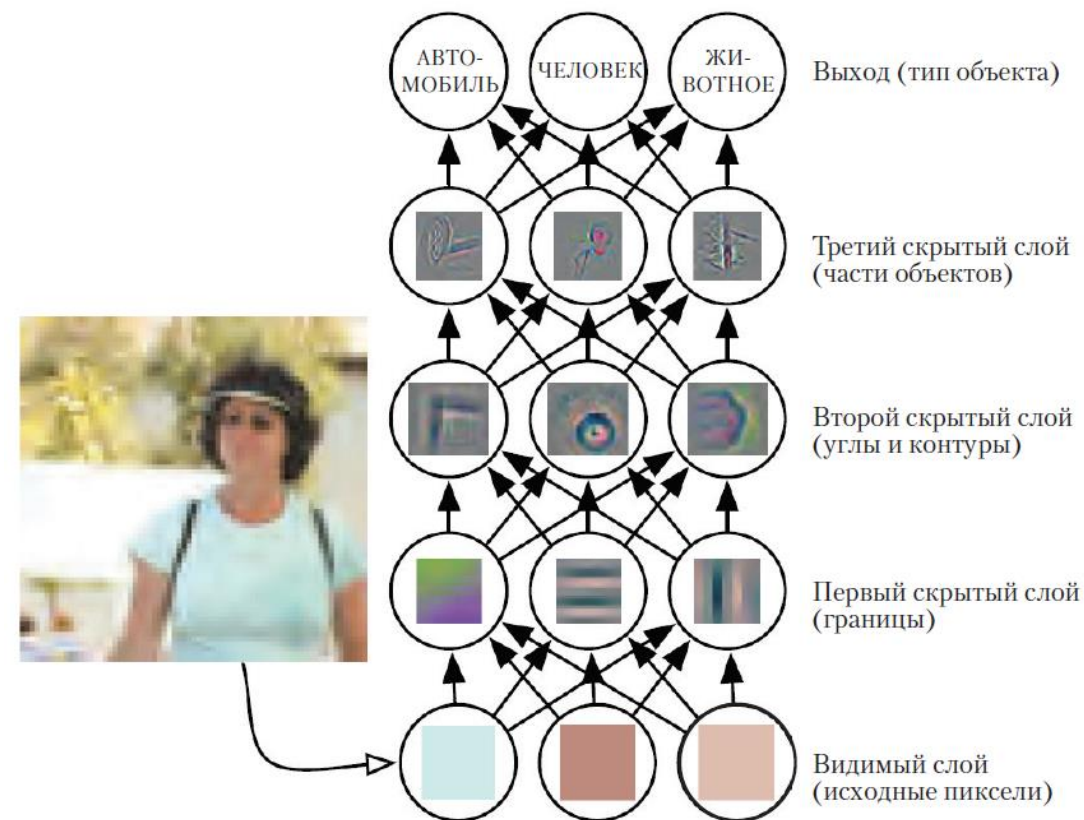 АВТО-
МОБИЛЬ
ЧЕЛОВЕК
ЖИ-
ВОТНОЕ
Выход (тип объекта)
Третий скрытый слой
(части объектов)
Второй скрытый слой
(углы и контуры)
Первый скрытый слой
(границы)
Видимый слой
(исходные пиксели)